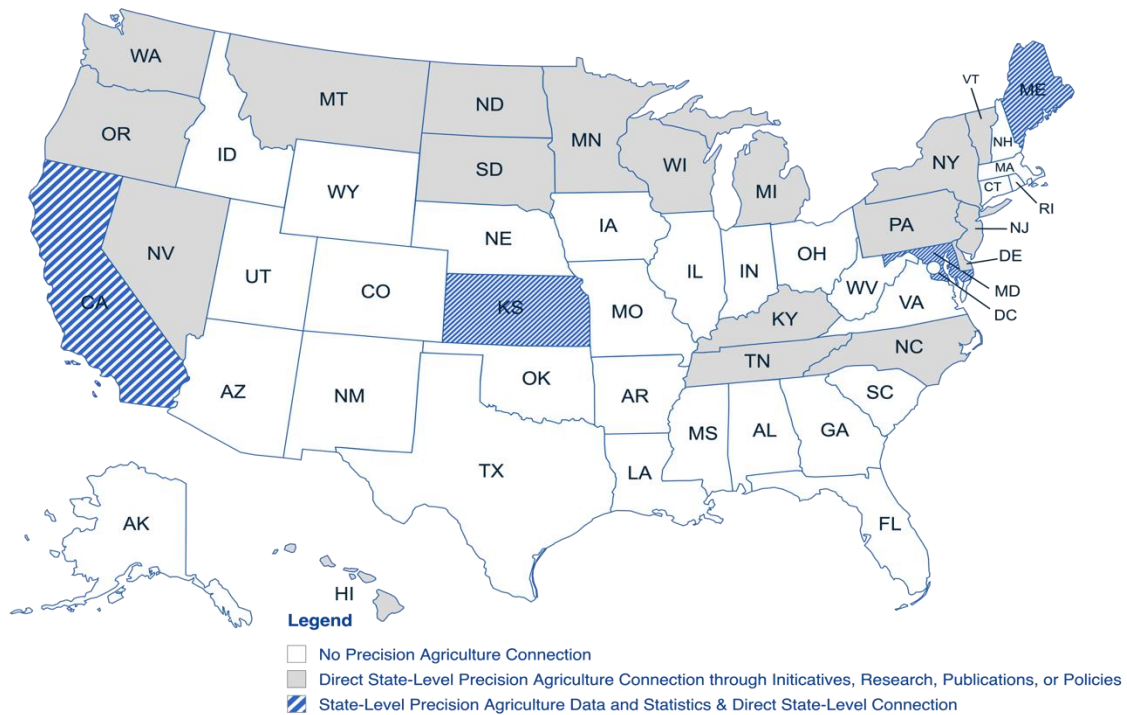 WA
MT
ND
MN
VT
ME
OR
ID
WY
SD
WI
MI
NY
NH
MA
CT
RI
NV
UT
CO
NE
IA
IL
IN
OH
PA
NJ
DE
MD
DC
CA
KS
MO
WV
VA
KY
AZ
NM
OK
AR
TN
NC
SC
TX
LA
MS
AL
GA
FL
AK
HI
Legend
No Precision Agriculture Connection
Direct State-Level Precision Agriculture Connection through Initicatives, Research, Publications, or Policies
State-Level Precision Agriculture Data and Statistics & Direct State-Level Connection